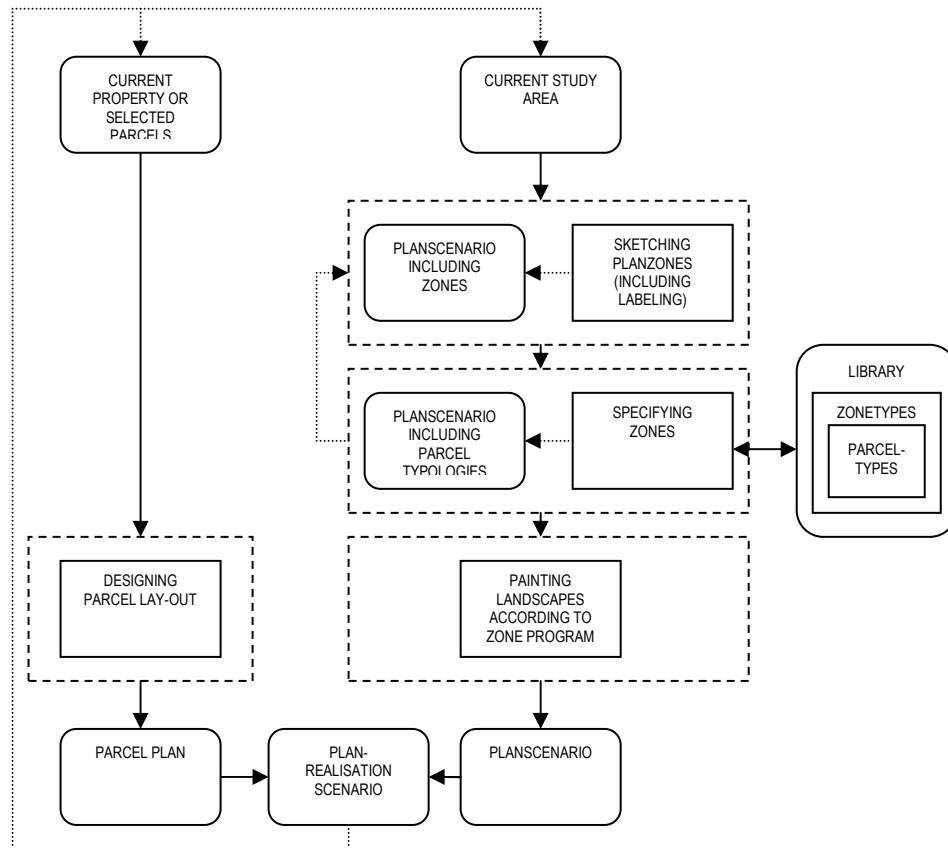 CURRENT
PROPERTY OR
SELECTED
PARCELS
CURRENT STUDY
AREA
PLANSCENARIO
INCLUDING
ZONES
SKETCHING
PLANZONES
(INCLUDING
LABELING)
PLANSCENARIO
INCLUDING
PARCEL
TYPOLOGIES
SPECIFYING
ZONES
LIBRARY
ZONETYPES
PARCEL-
TYPES
DESIGNING
PARCEL LAY-OUT
PAINTING
LANDSCAPES
ACCORDING TO
ZONE PROGRAM
PARCEL PLAN
PLAN-
REALISATION
SCENARIO
PLANSCENARIO